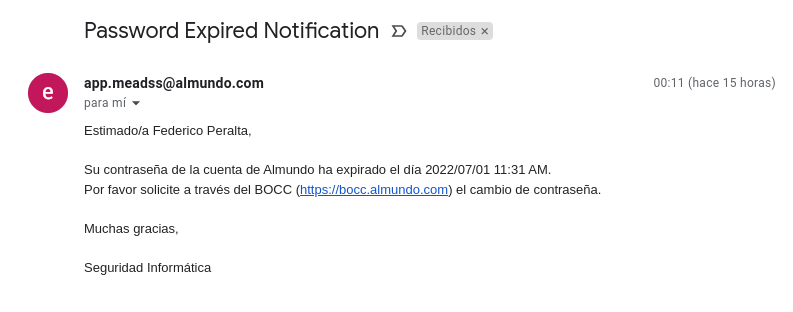 Password Expired Notification
Recibidos ×
e
app.meadss@almundo.com
00:11 (hace 15 horas)
para mí
Estimado/a Federico Peralta,
Su contraseña de la cuenta de Almundo ha expirado el día 2022/07/01 11:31 AM.
Por favor solicite a través del BOCC (https://bocc.almundo.com) el cambio de contraseña.
Muchas gracias,
Seguridad Informática